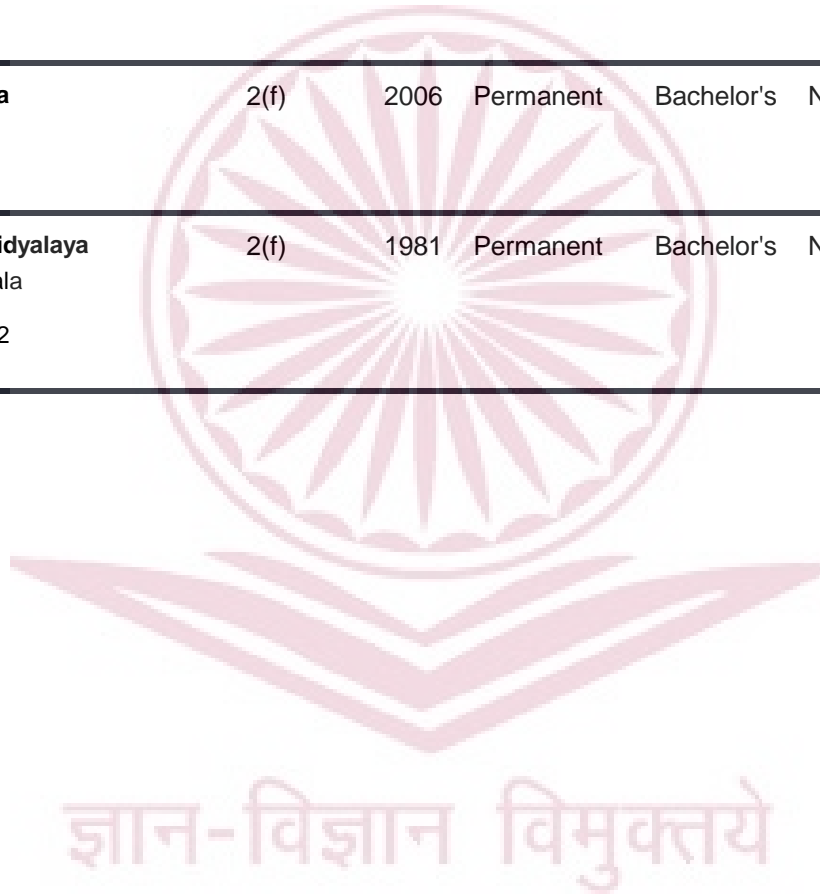 a 2(f) 2006 Permanent Bachelor's N
idyalaya 2(f) 1981 Permanent Bachelor's N
ala
2
ज्ञान-विज्ञान विमुक्तये